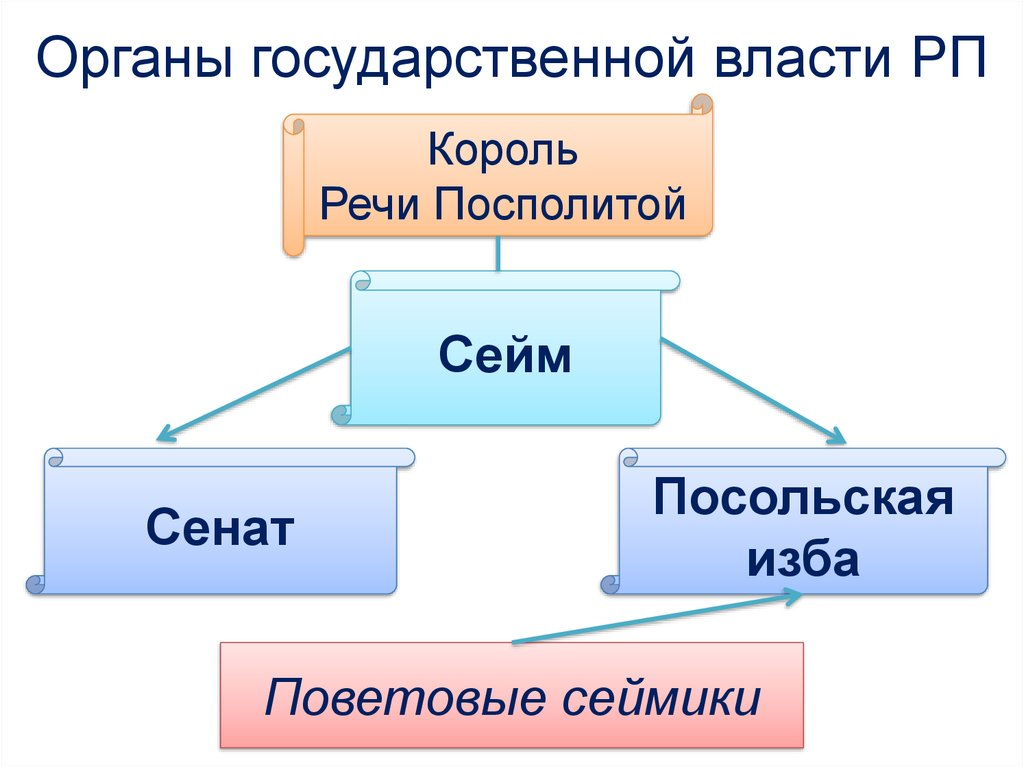 Органы государственной власти РП
Король
Речи Посполитой
Сейм
Сенат
Посольская
изба
Поветовые сеймики